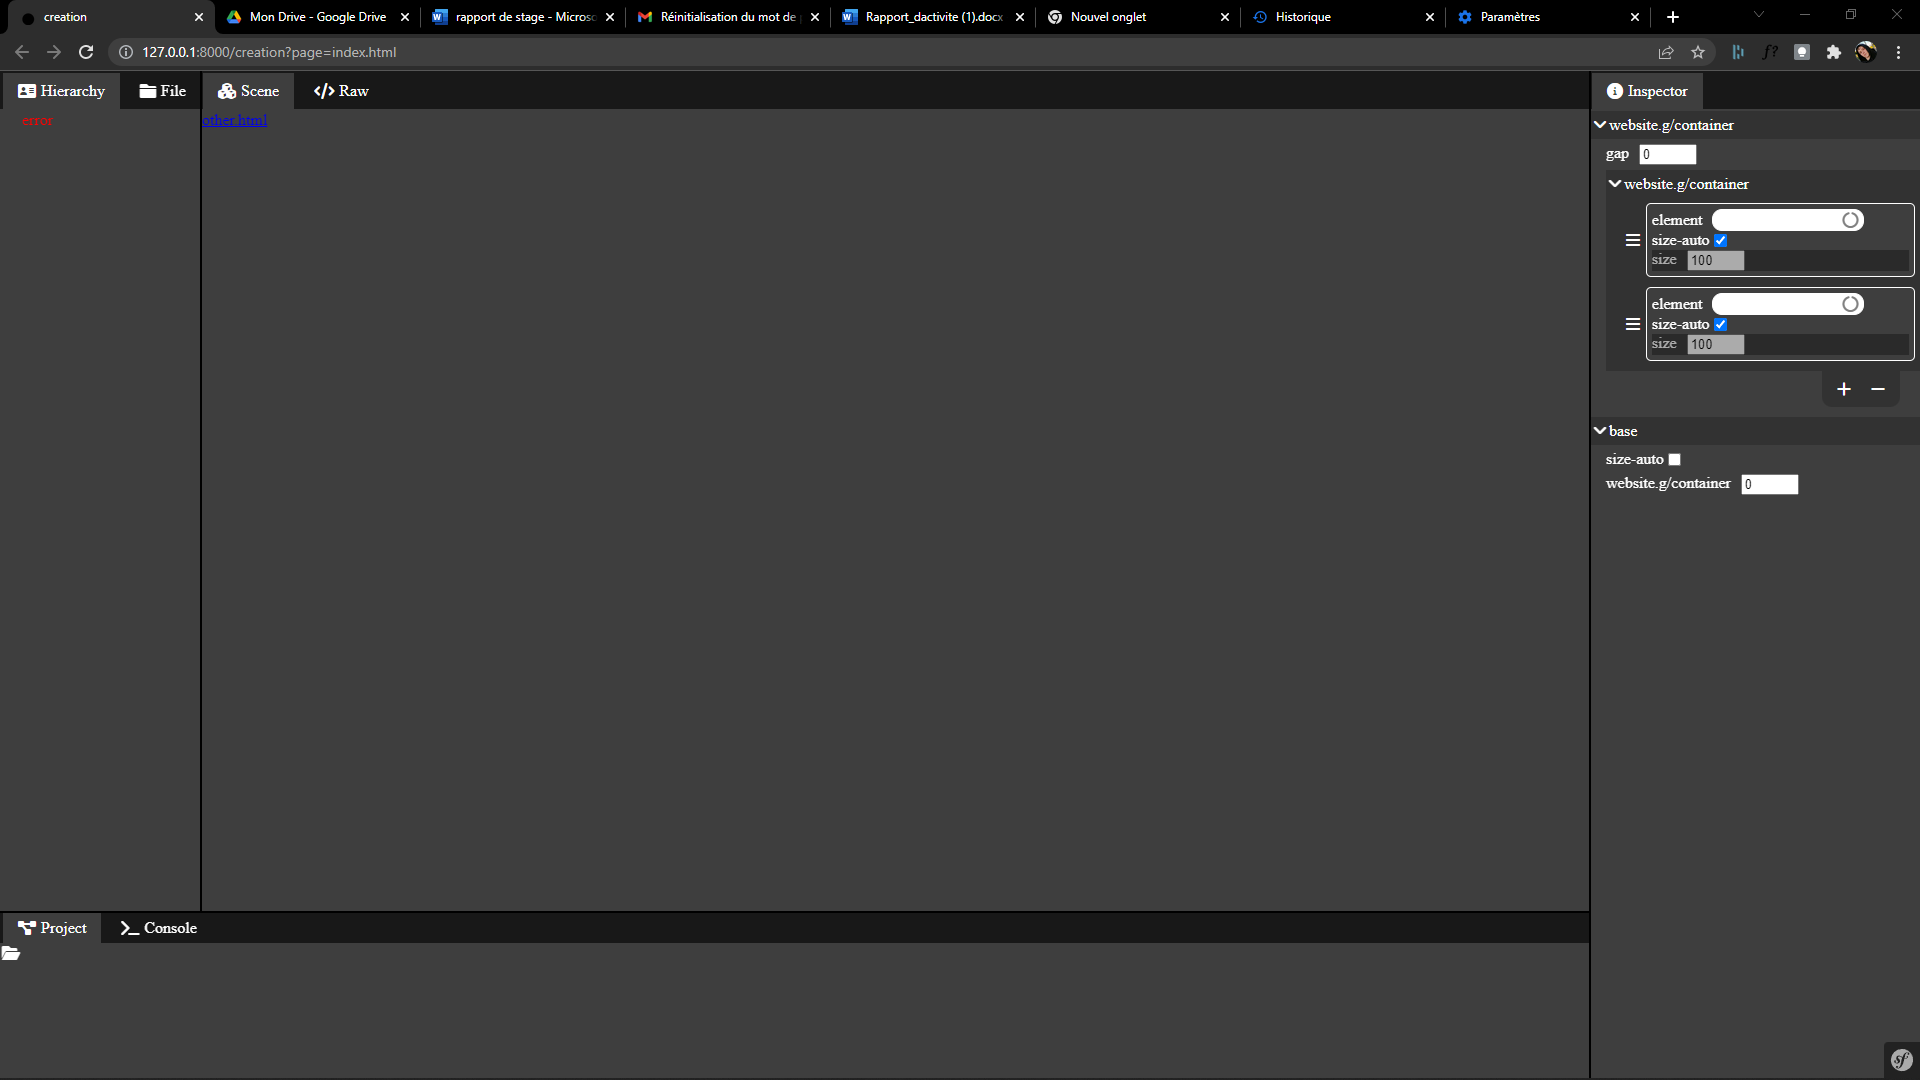 creation
Mon Drive - Google Drive
rapport de stage - Microso
Réinitialisation du mot de
Rapport_dactivite (1).docx
Nouvel onglet
Historique
Paramètres
127.0.0.1:8000/creation?page=index.html
f?
Hierarchy
File
Scene
</> Raw
Inspector
error
other.html
website.g/container
gap 0
website.g/container
element
size-auto
size 100
element
size-auto
size 100
+ −
base
size-auto
website.g/container 0
Project
Console
sf